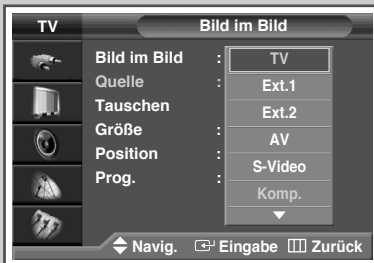 TV Bild im Bild
Bild im Bild : TV
Quelle : Ext.1
Tauschen Ext.2
Größe : AV
Position : S-Video
Prog. : Komp.
Navig. Eingabe Zurück